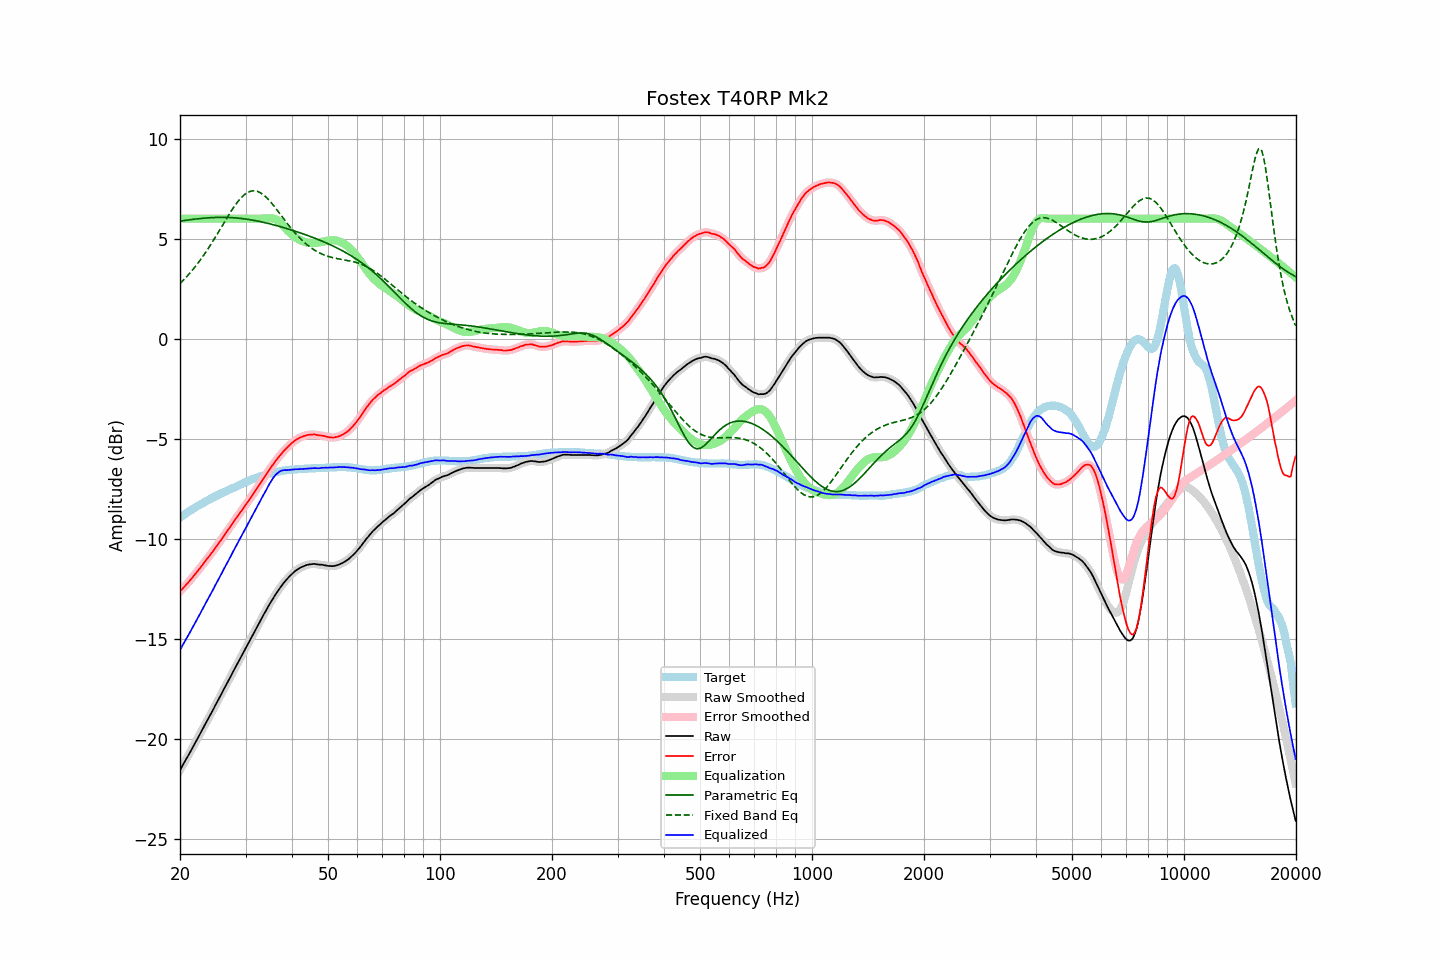 Fostex T40RP Mk2
10
5
0
−5
−10
−15
−20
−25
Amplitude (dBr)
Target
Raw Smoothed
Error Smoothed
Raw
Error
Equalization
Parametric Eq
Fixed Band Eq
Equalized
20 50 100 200 500 1000 2000 5000 10000 20000
Frequency (Hz)